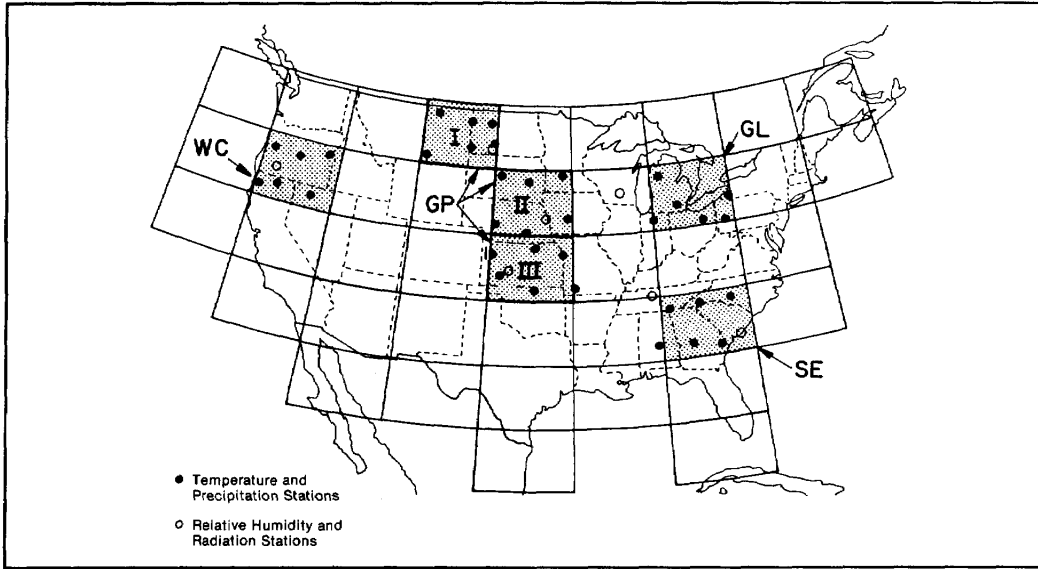 GL
WC
I
GP
II
III
SE
Temperature and
Precipitation Stations
Relative Humidity and
Radiation Stations